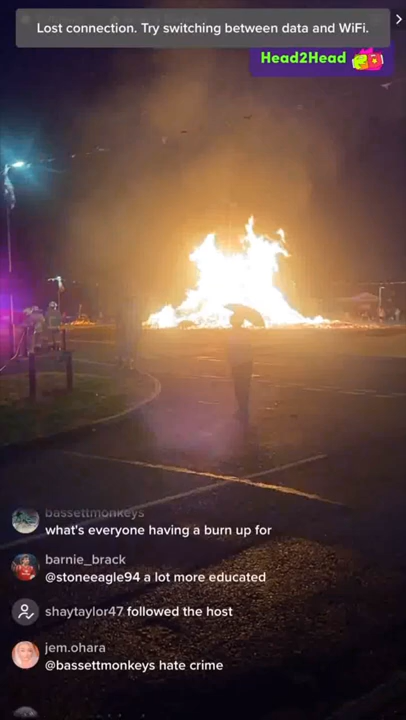 Lost connection. Try switching between data and WiFi.
Head2Head
bassettmonkeys
what's everyone having a burn up for
barnie_brack
@stoneeagle94 a lot more educated
shaytaylor47 followed the host
jem.ohara
@bassettmonkeys hate crime